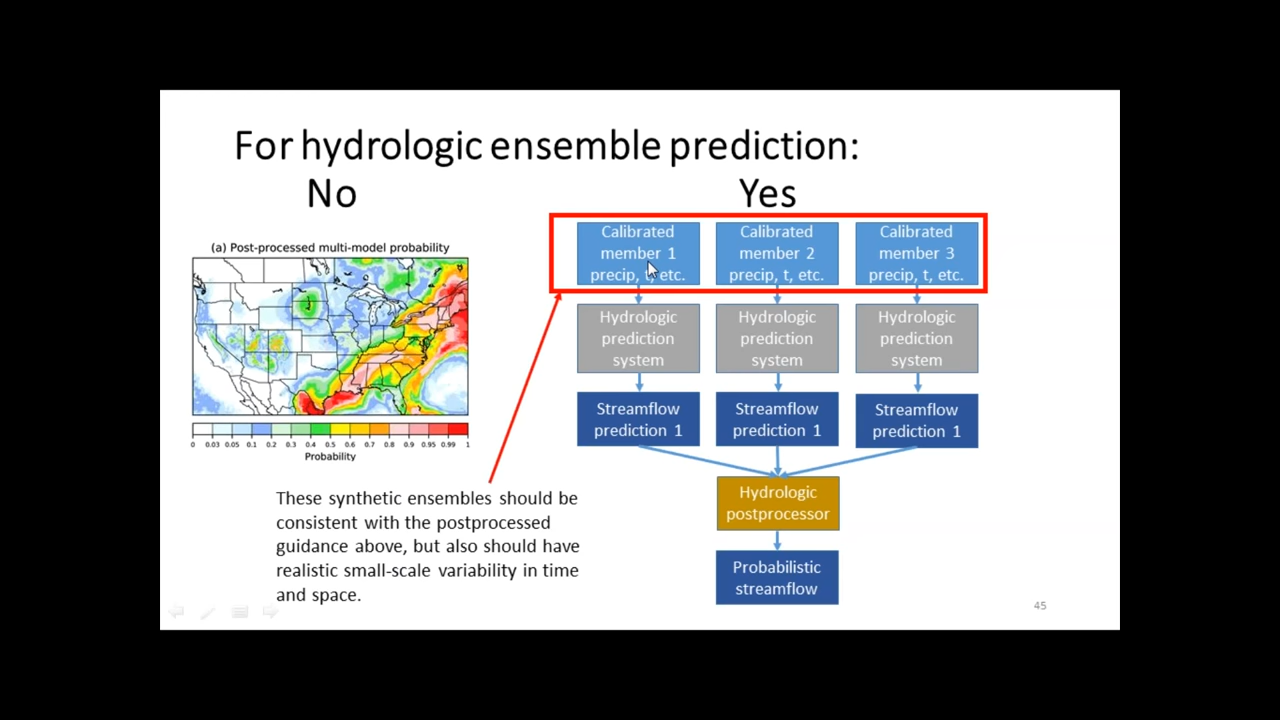 For hydrologic ensemble prediction:
No
Yes
(a) Post-processed multi-model probability
0 0.03 0.05 0.1 0.2 0.3 0.4 0.5 0.6 0.7 0.8 0.9 0.95 0.99 1
Probability
These synthetic ensembles should be
consistent with the postprocessed
guidance above, but also should have
realistic small-scale variability in time
and space.
Calibrated
member 1
precip, t, etc.
Calibrated
member 2
precip, t, etc.
Calibrated
member 3
precip, t, etc.
Hydrologic
prediction
system
Hydrologic
prediction
system
Hydrologic
prediction
system
Streamflow
prediction 1
Streamflow
prediction 1
Streamflow
prediction 1
Hydrologic
postprocessor
Probabilistic
streamflow
45